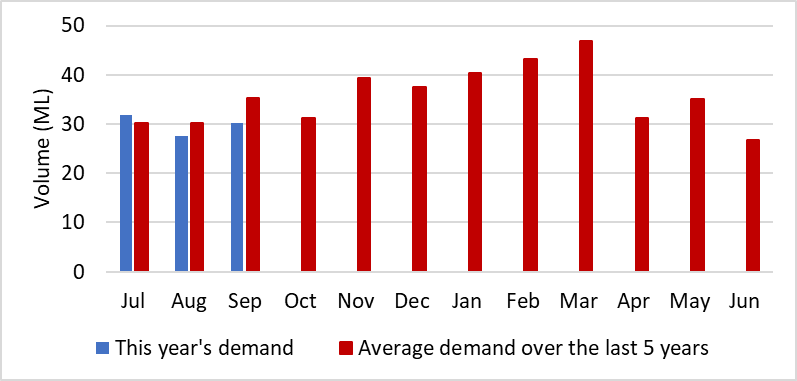 Volume (ML)
50
40
30
20
10
0
Jul Aug Sep Oct Nov Dec Jan Feb Mar Apr May Jun
This year's demand Average demand over the last 5 years